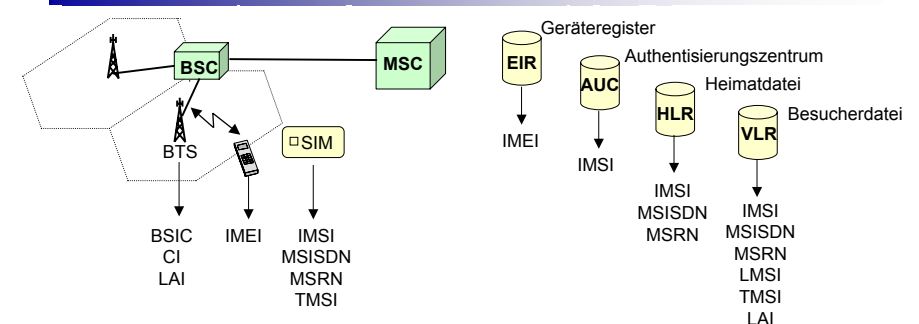 BSC
MSC
BTS
SIM
BSIC
CI
LAI
IMEI
IMSI
MSISDN
MSRN
TMSI
Geräteregister
EIR
IMEI
Authentisierungszentrum
AUC
IMSI
Heimatdatei
HLR
IMSI
MSISDN
MSRN
Besucherdatei
VLR
IMSI
MSISDN
MSRN
LMSI
TMSI
LAI